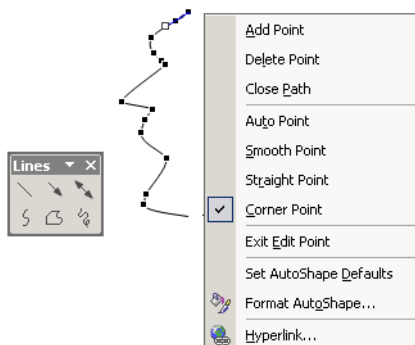 Add Point
Delete Point
Close Path
Auto Point
Smooth Point
Straight Point
Corner Point
Exit Edit Point
Set AutoShape Defaults
Format AutoShape...
Hyperlink...
Lines